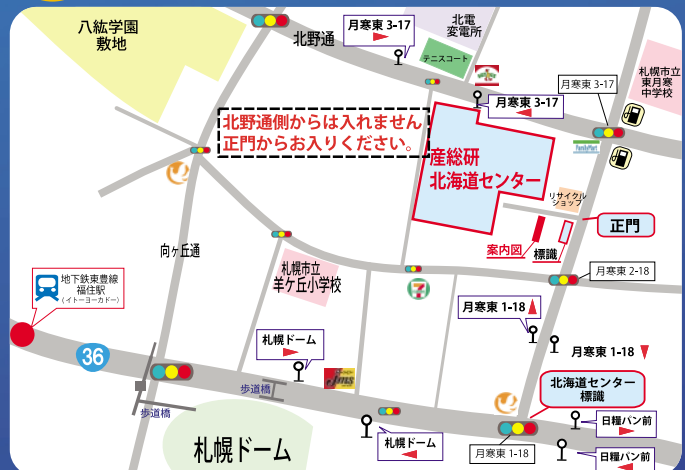 八紘学園
敷地
北野通
月寒東 3-17
北電
変電所
テニスコート
月寒東 3-17
月寒東 3-17
札幌市立
東月寒
中学校
FamilyMart
北野通側からは入れません
正門からお入りください。
産総研
北海道センター
リサイクル
ショップ
正門
案内図
標識
向ヶ丘通
札幌市立
羊ケ丘小学校
月寒東 2-18
地下鉄東豊線
福住駅
(イトーヨーカドー)
月寒東 1-18
月寒東 1-18
36
札幌ドーム
Jms
北海道センター
標識
歩道橋
歩道橋
日糧パン前
札幌ドーム
札幌ドーム
月寒東 1-18
日糧パン前